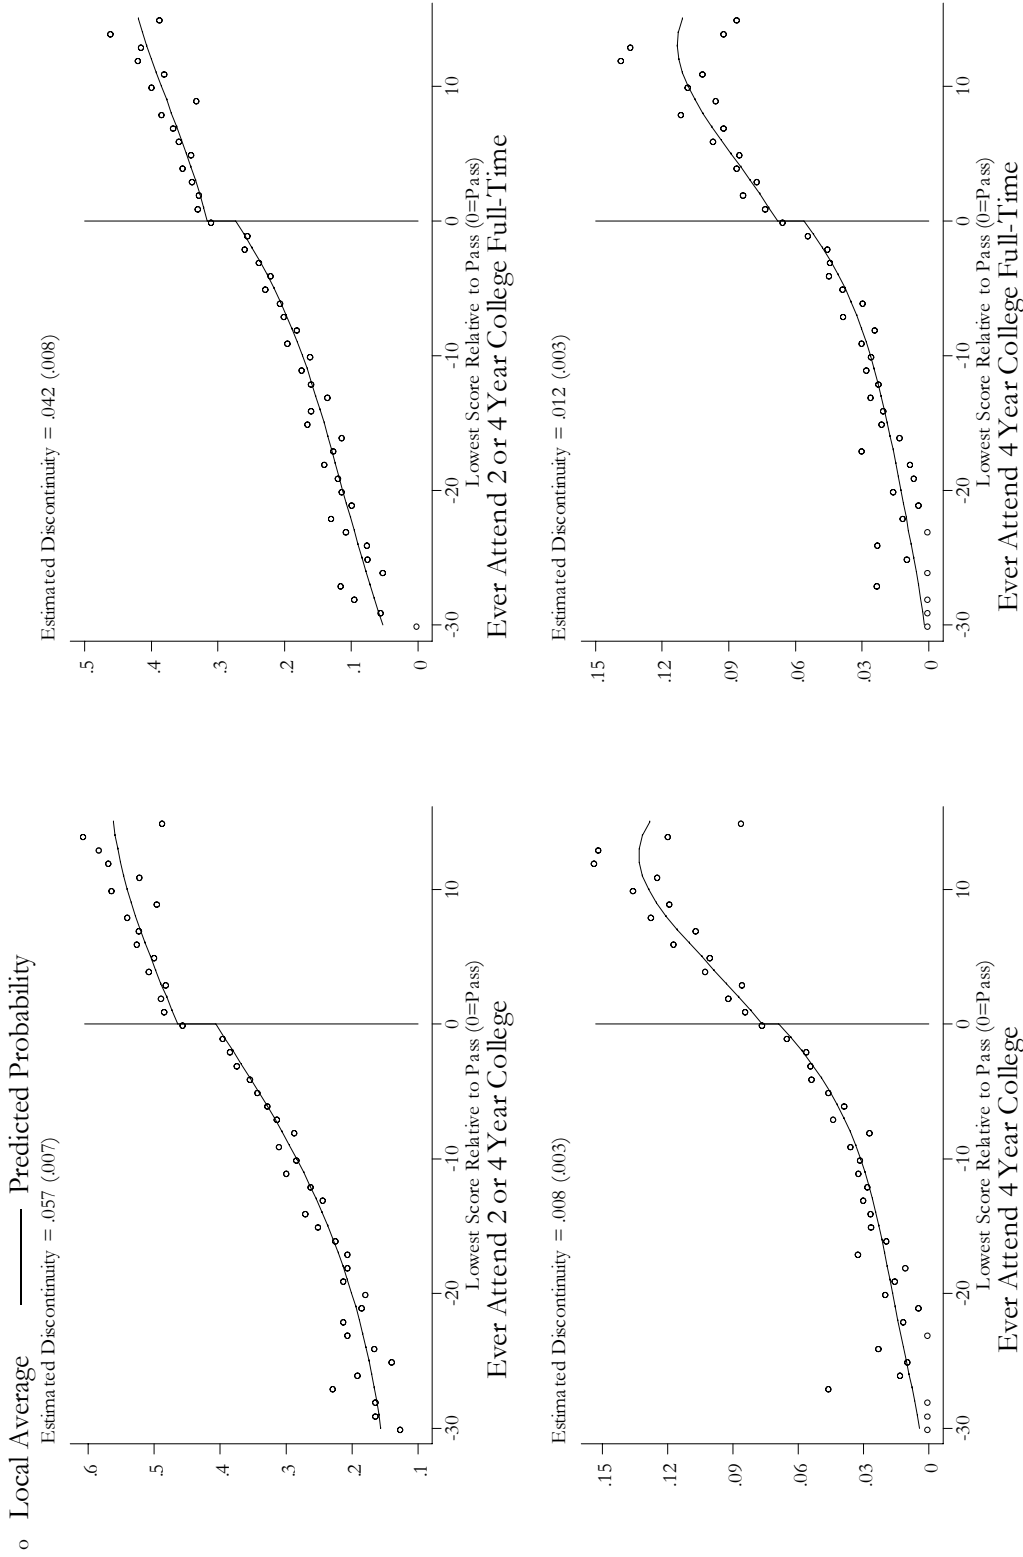 o Local Average Predicted Probability
Estimated Discontinuity = .057 (.007)
.6
.5
.4
.3
.2
.1
-30 -20 -10 0 10
Lowest Score Relative to Pass (0=Pass)
Ever Attend 2 or 4 Year College
Estimated Discontinuity = .042 (.008)
.5
.4
.3
.2
.1
0
-30 -20 -10 0 10
Lowest Score Relative to Pass (0=Pass)
Ever Attend 2 or 4 Year College Full-Time
Estimated Discontinuity = .008 (.003)
.15
.12
.09
.06
.03
0
-30 -20 -10 0 10
Lowest Score Relative to Pass (0=Pass)
Ever Attend 4 Year College
Estimated Discontinuity = .012 (.003)
.15
.12
.09
.06
.03
0
-30 -20 -10 0 10
Lowest Score Relative to Pass (0=Pass)
Ever Attend 4 Year College Full-Time